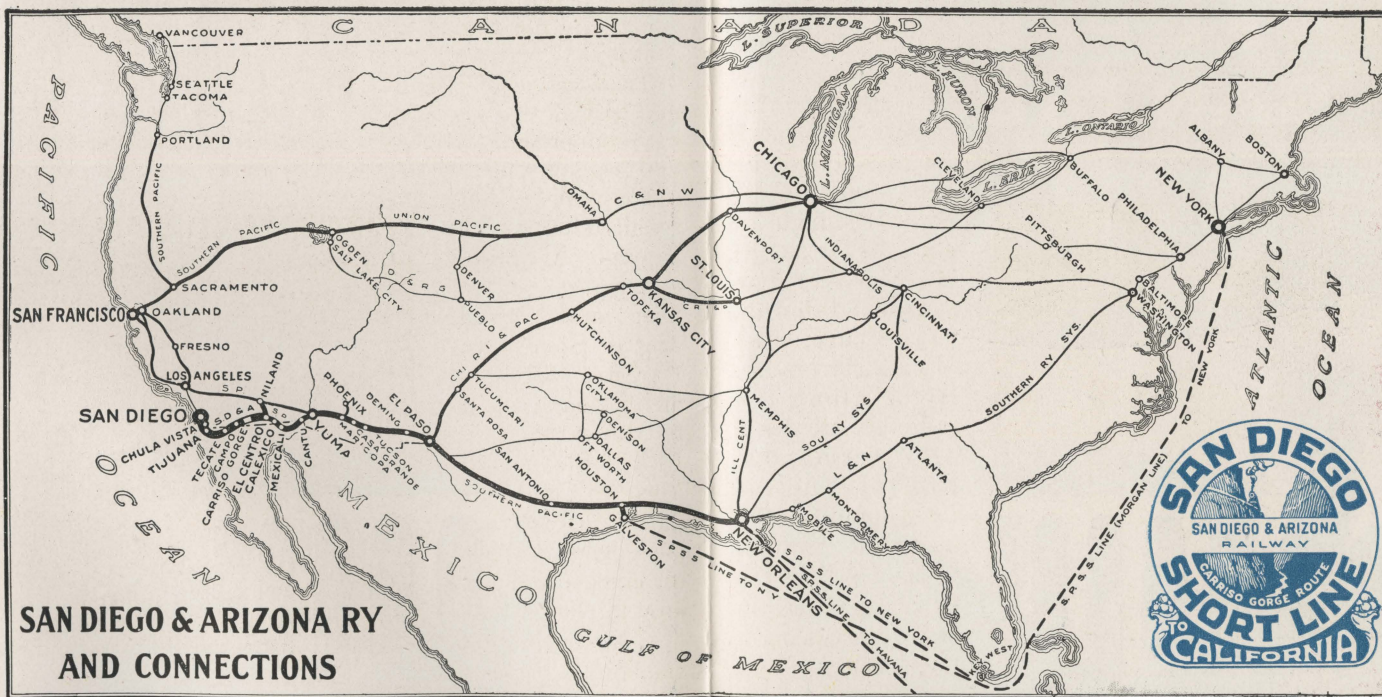 CANADA
L. SUPERIOR
L. MICHIGAN
HURON
L. ERIE
L. ONTARIO
PACIFIC
OCEAN
ATLANTIC
OCEAN
MEXICO
GULF OF MEXICO
VANCOUVER
SEATTLE
TACOMA
PORTLAND
SOUTHERN PACIFIC
SOUTHERN PACIFIC
UNION PACIFIC
C & N W
OMAHA
OGDEN
SALT LAKE CITY
D & R G
DENVER
PUEBLO
SACRAMENTO
SAN FRANCISCO
OAKLAND
FRESNO
LOS ANGELES
S P
NILAND
S P
SAN DIEGO
S D & A
CHULA VISTA
TIJUANA
TECATE
CAMPO
CARRISO GORGE
EL CENTRO
CALEXICO
MEXICALI
CANTU
YUMA
PHOENIX
MARICOPA
CASA GRANDE
TUCSON
DEMING
EL PASO
CHI R I & PAC
TUCUMCARI
SANTA ROSA
HUTCHINSON
TOPEKA
KANSAS CITY
C R I & P
ST. LOUIS
DAVENPORT
CHICAGO
OKLAHOMA CITY
DENISON
DALLAS
FT WORTH
SAN ANTONIO
HOUSTON
SOUTHERN PACIFIC
GALVESTON
NEW ORLEANS
MEMPHIS
ILL CENT
SOU RY SYS
L & N
MOBILE
MONTGOMERY
ATLANTA
SOUTHERN RY SYS.
LOUISVILLE
CINCINNATI
INDIANAPOLIS
CLEVELAND
BUFFALO
PITTSBURGH
PHILADELPHIA
BALTIMORE
WASHINGTON
NEW YORK
ALBANY
BOSTON
S P S S LINE TO N Y
S P S S LINE TO NEW YORK
S P S S LINE TO HAVANA
KEY WEST
S. P. S. S. LINE (MORGAN LINE) TO NEW YORK
SAN DIEGO & ARIZONA RY
AND CONNECTIONS
SAN DIEGO
SAN DIEGO & ARIZONA
RAILWAY
CARRISO GORGE ROUTE
SHORT LINE
TO
CALIFORNIA